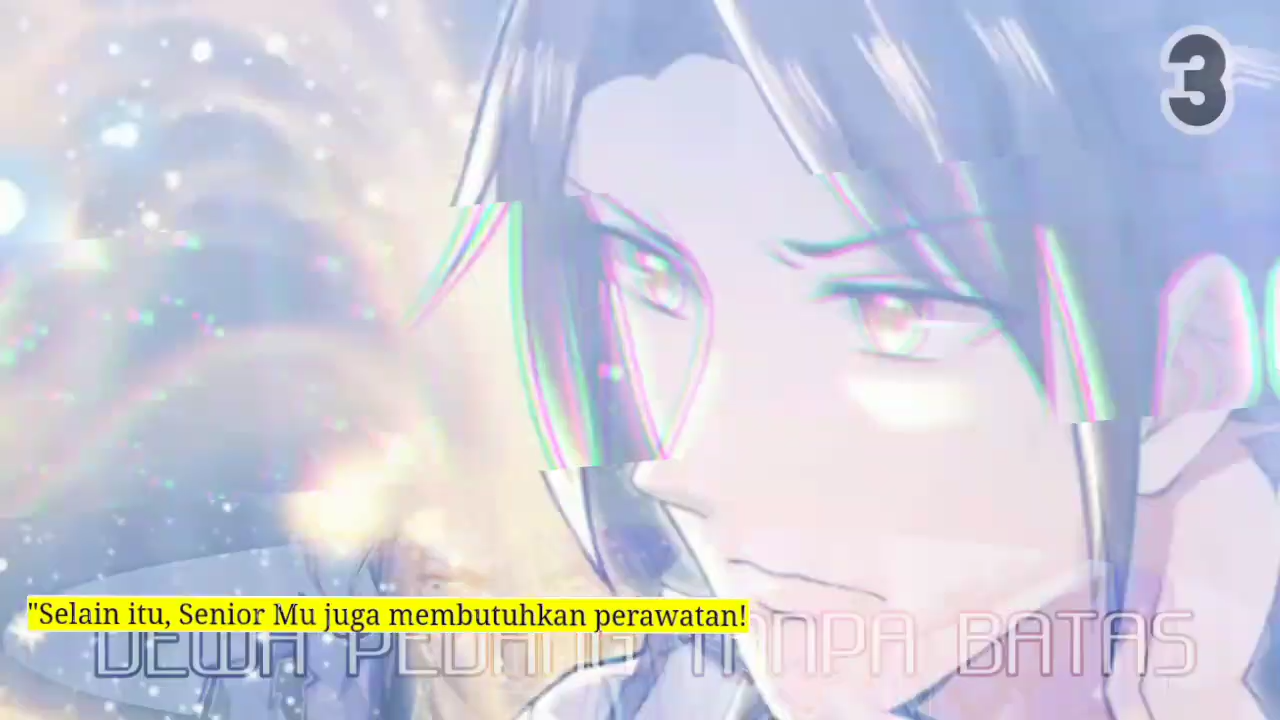 3
"Selain itu, Senior Mu juga membutuhkan perawatan!
DEWA PEDANG TANPA BATAS